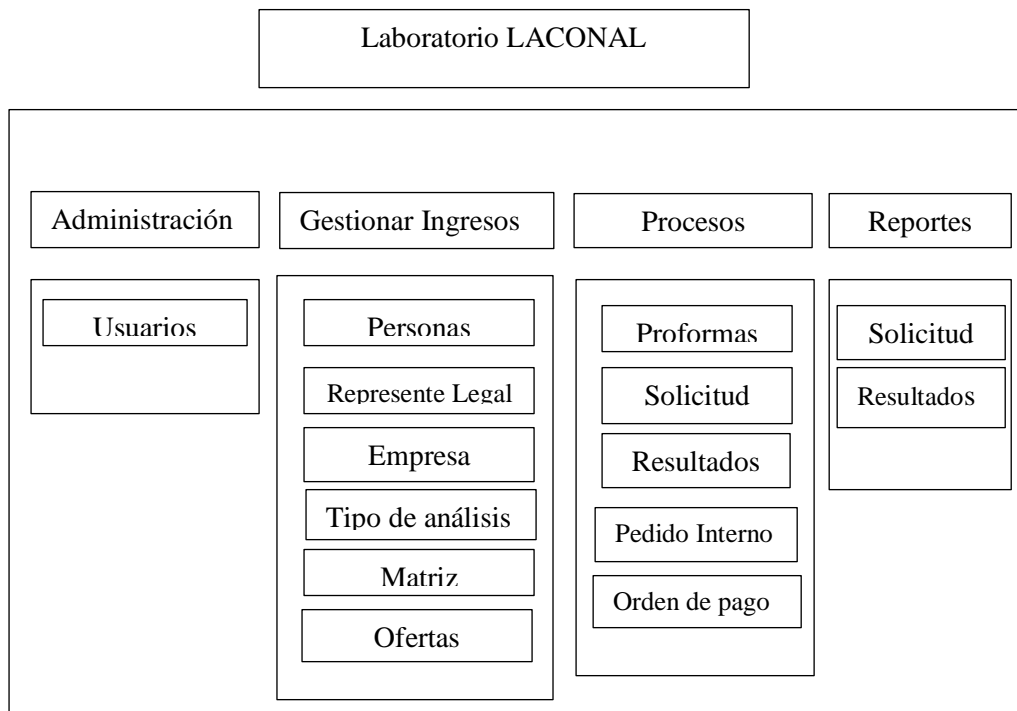 Laboratorio LACONAL
Administración
Gestionar Ingresos
Procesos
Reportes
Usuarios
Personas
Represente Legal
Empresa
Tipo de análisis
Matriz
Ofertas
Proformas
Solicitud
Resultados
Pedido Interno
Orden de pago
Solicitud
Resultados